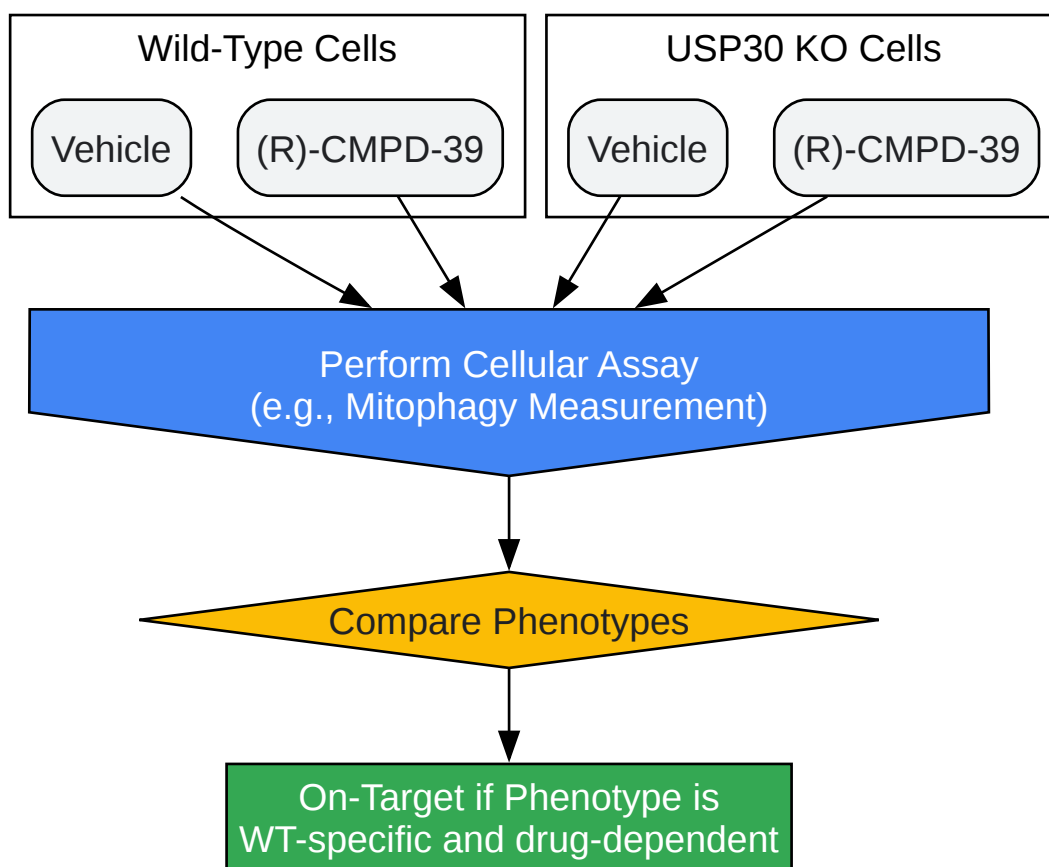 Wild-Type Cells
USP30 KO Cells
Vehicle
(R)-CMPD-39
Vehicle
(R)-CMPD-39
Perform Cellular Assay
(e.g., Mitophagy Measurement)
Compare Phenotypes
On-Target if Phenotype is
WT-specific and drug-dependent